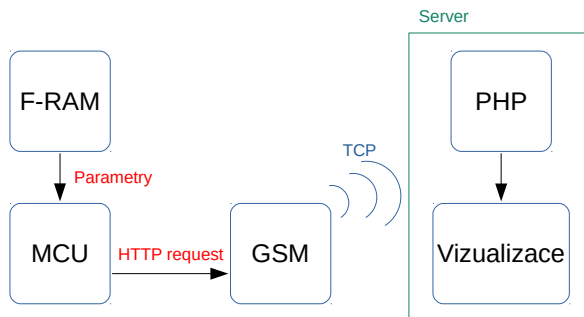 Server
F-RAM
PHP
TCP
Parametry
MCU
HTTP request
GSM
Vizualizace